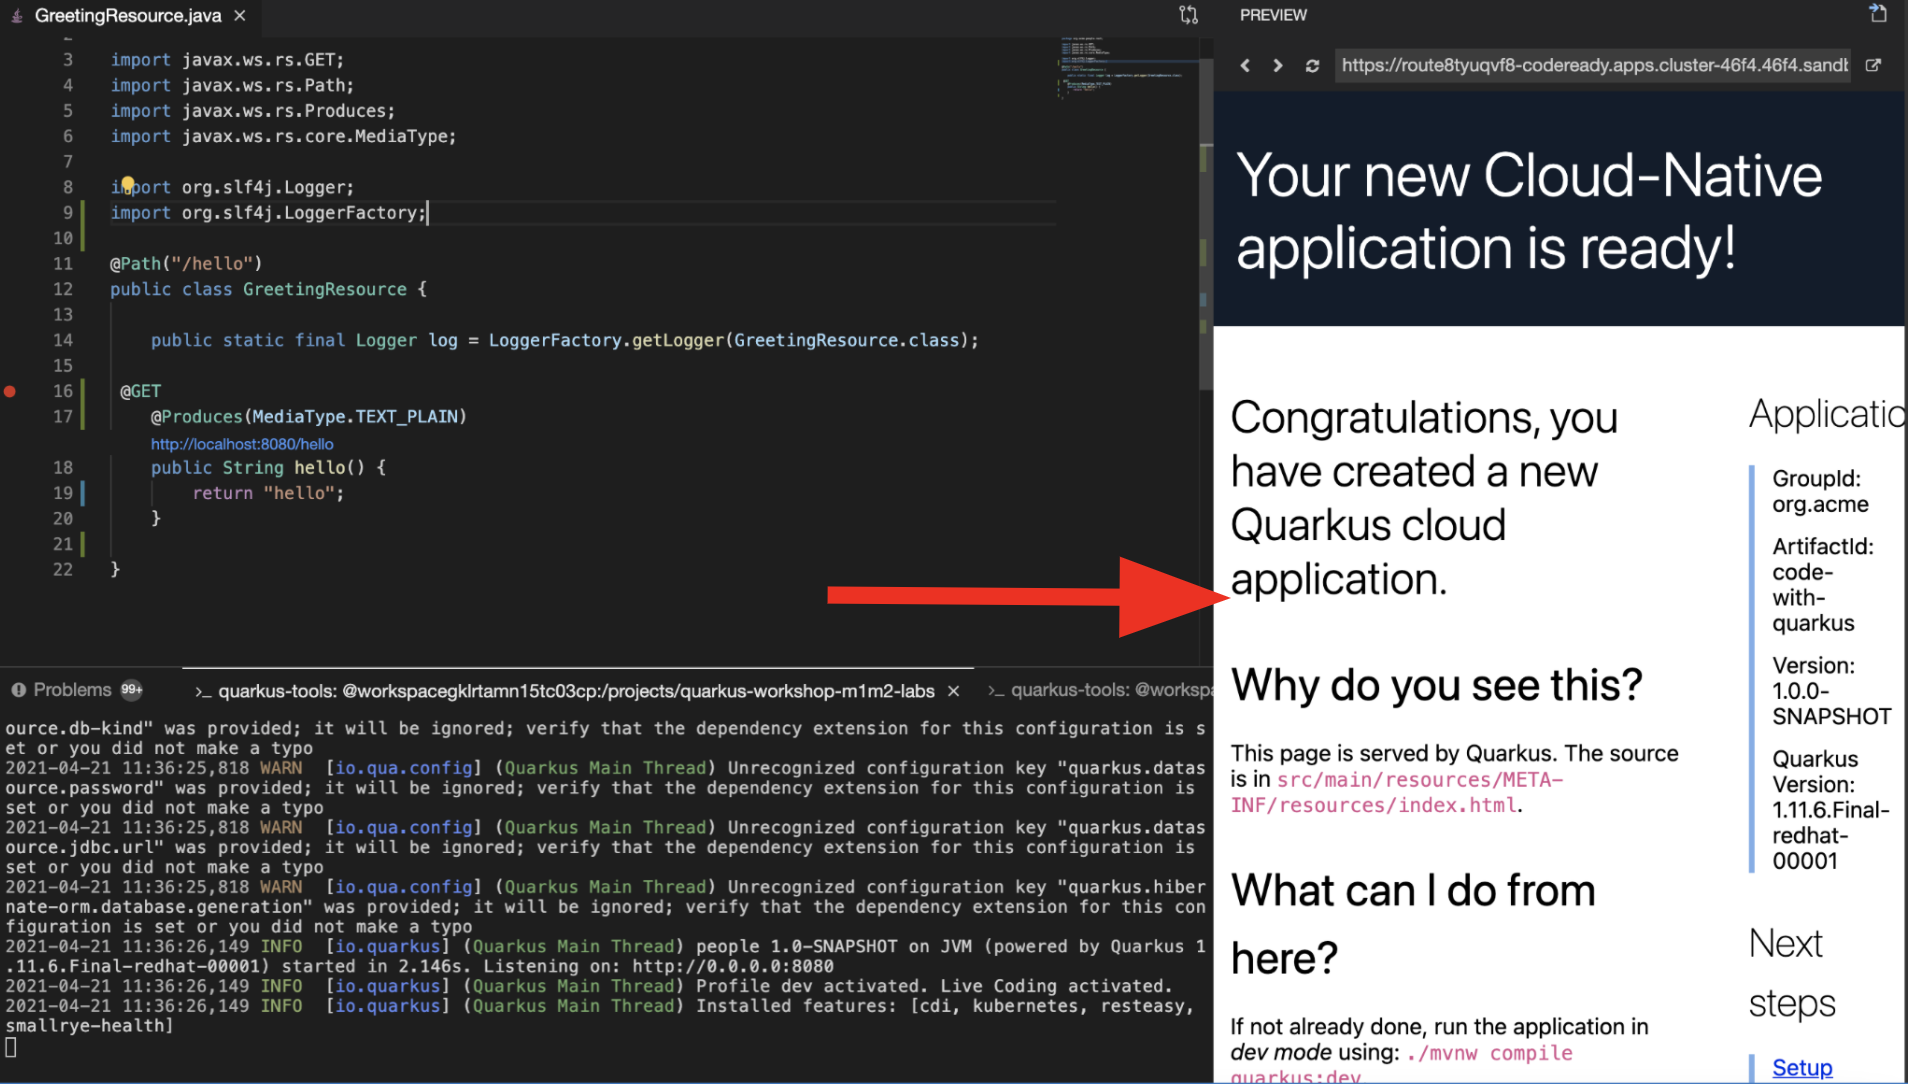 GreetingResource.java ×
2
3 import javax.ws.rs.GET;
4 import javax.ws.rs.Path;
5 import javax.ws.rs.Produces;
6 import javax.ws.rs.core.MediaType;
7
8 import org.slf4j.Logger;
9 import org.slf4j.LoggerFactory;
10
11 @Path("/hello")
12 public class GreetingResource {
13
14 public static final Logger log = LoggerFactory.getLogger(GreetingResource.class);
15
16 @GET
17 @Produces(MediaType.TEXT_PLAIN)
http://localhost:8080/hello
18 public String hello() {
19 return "hello";
20 }
21
22 }
Problems 99+
>_ quarkus-tools: @workspacegklrtamn15tc03cp:/projects/quarkus-workshop-m1m2-labs ×
>_ quarkus-tools: @workspa
ource.db-kind" was provided; it will be ignored; verify that the dependency extension for this configuration is s
et or you did not make a typo
2021-04-21 11:36:25,818 WARN [io.qua.config] (Quarkus Main Thread) Unrecognized configuration key "quarkus.datas
ource.password" was provided; it will be ignored; verify that the dependency extension for this configuration is
set or you did not make a typo
2021-04-21 11:36:25,818 WARN [io.qua.config] (Quarkus Main Thread) Unrecognized configuration key "quarkus.datas
ource.jdbc.url" was provided; it will be ignored; verify that the dependency extension for this configuration is
set or you did not make a typo
2021-04-21 11:36:25,818 WARN [io.qua.config] (Quarkus Main Thread) Unrecognized configuration key "quarkus.hiber
nate-orm.database.generation" was provided; it will be ignored; verify that the dependency extension for this con
figuration is set or you did not make a typo
2021-04-21 11:36:26,149 INFO [io.quarkus] (Quarkus Main Thread) people 1.0-SNAPSHOT on JVM (powered by Quarkus 1
.11.6.Final-redhat-00001) started in 2.146s. Listening on: http://0.0.0.0:8080
2021-04-21 11:36:26,149 INFO [io.quarkus] (Quarkus Main Thread) Profile dev activated. Live Coding activated.
2021-04-21 11:36:26,149 INFO [io.quarkus] (Quarkus Main Thread) Installed features: [cdi, kubernetes, resteasy,
smallrye-health]
PREVIEW
https://route8tyuqvf8-codeready.apps.cluster-46f4.46f4.sandb
Your new Cloud-Native
application is ready!
Congratulations, you
have created a new
Quarkus cloud
application.
Why do you see this?
This page is served by Quarkus. The source
is in src/main/resources/META-
INF/resources/index.html.
What can I do from
here?
If not already done, run the application in
dev mode using: ./mvnw compile
quarkus:dev
Applicatio
GroupId:
org.acme
ArtifactId:
code-
with-
quarkus
Version:
1.0.0-
SNAPSHOT
Quarkus
Version:
1.11.6.Final-
redhat-
00001
Next
steps
Setup